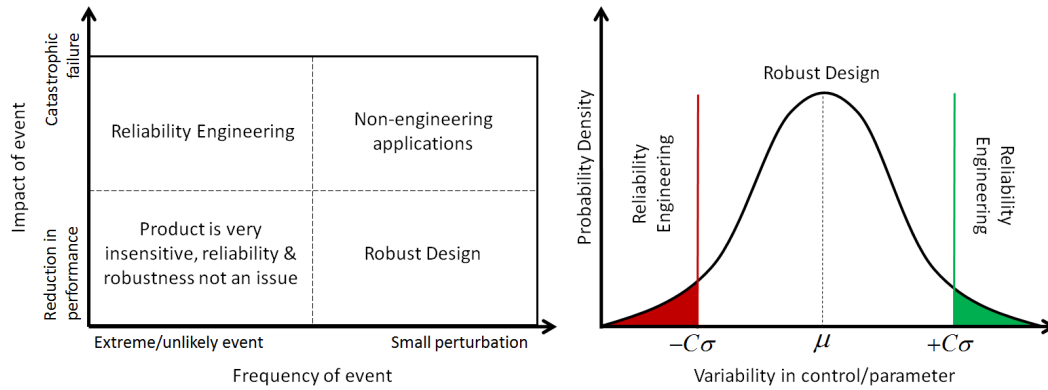 Impact of event
Catastrophic
failure
Reduction in
performance
Reliability Engineering
Non-engineering
applications
Product is very
insensitive, reliability &
robustness not an issue
Robust Design
Extreme/unlikely event
Small perturbation
Frequency of event
Probability Density
Robust Design
Reliability
Engineering
Reliability
Engineering
−Cσ
μ
+Cσ
Variability in control/parameter